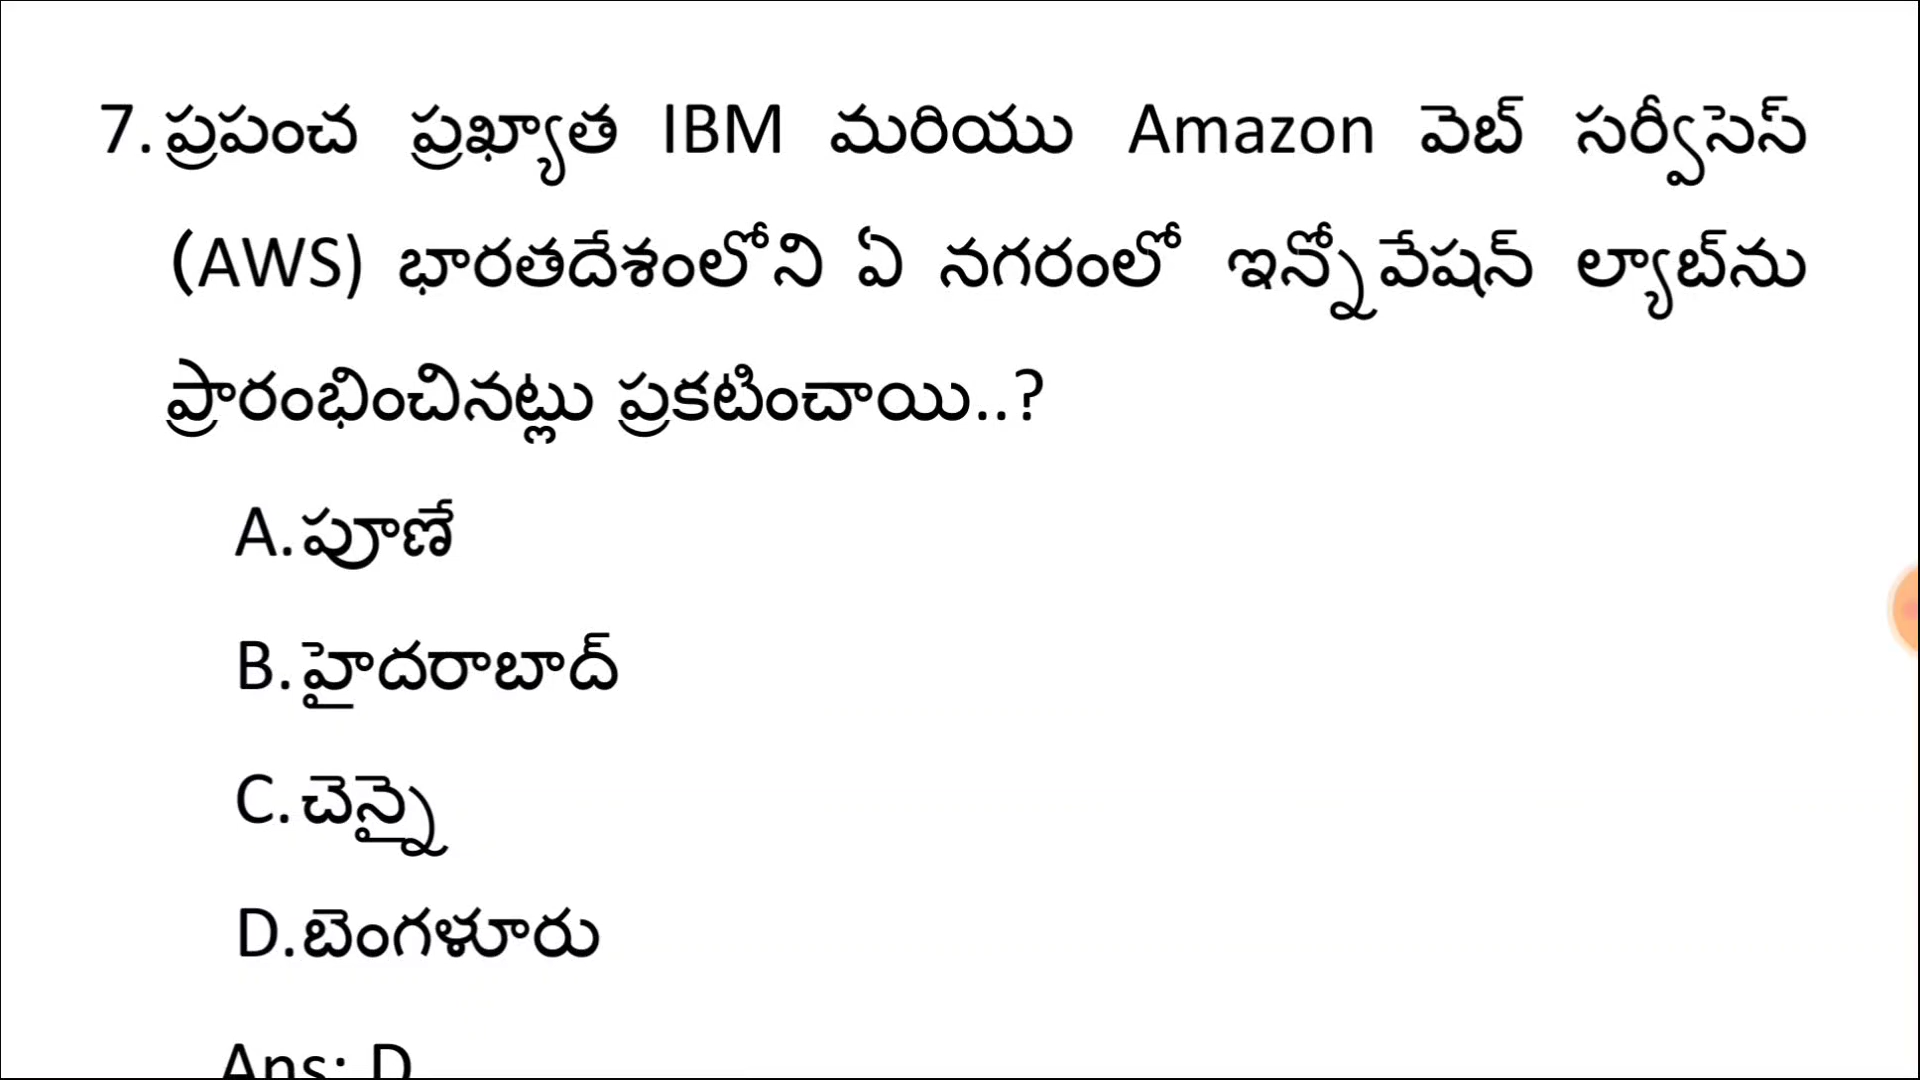 7. ప్రపంచ ప్రఖ్యాత IBM మరియు Amazon వెబ్ సర్వీసెస్
(AWS) భారతదేశంలోని ఏ నగరంలో ఇన్నోవేషన్ ల్యాబ్‌ను
ప్రారంభించినట్లు ప్రకటించాయి..?
A. పూణే
B. హైదరాబాద్
C. చెన్నై
D. బెంగళూరు
Ans: D